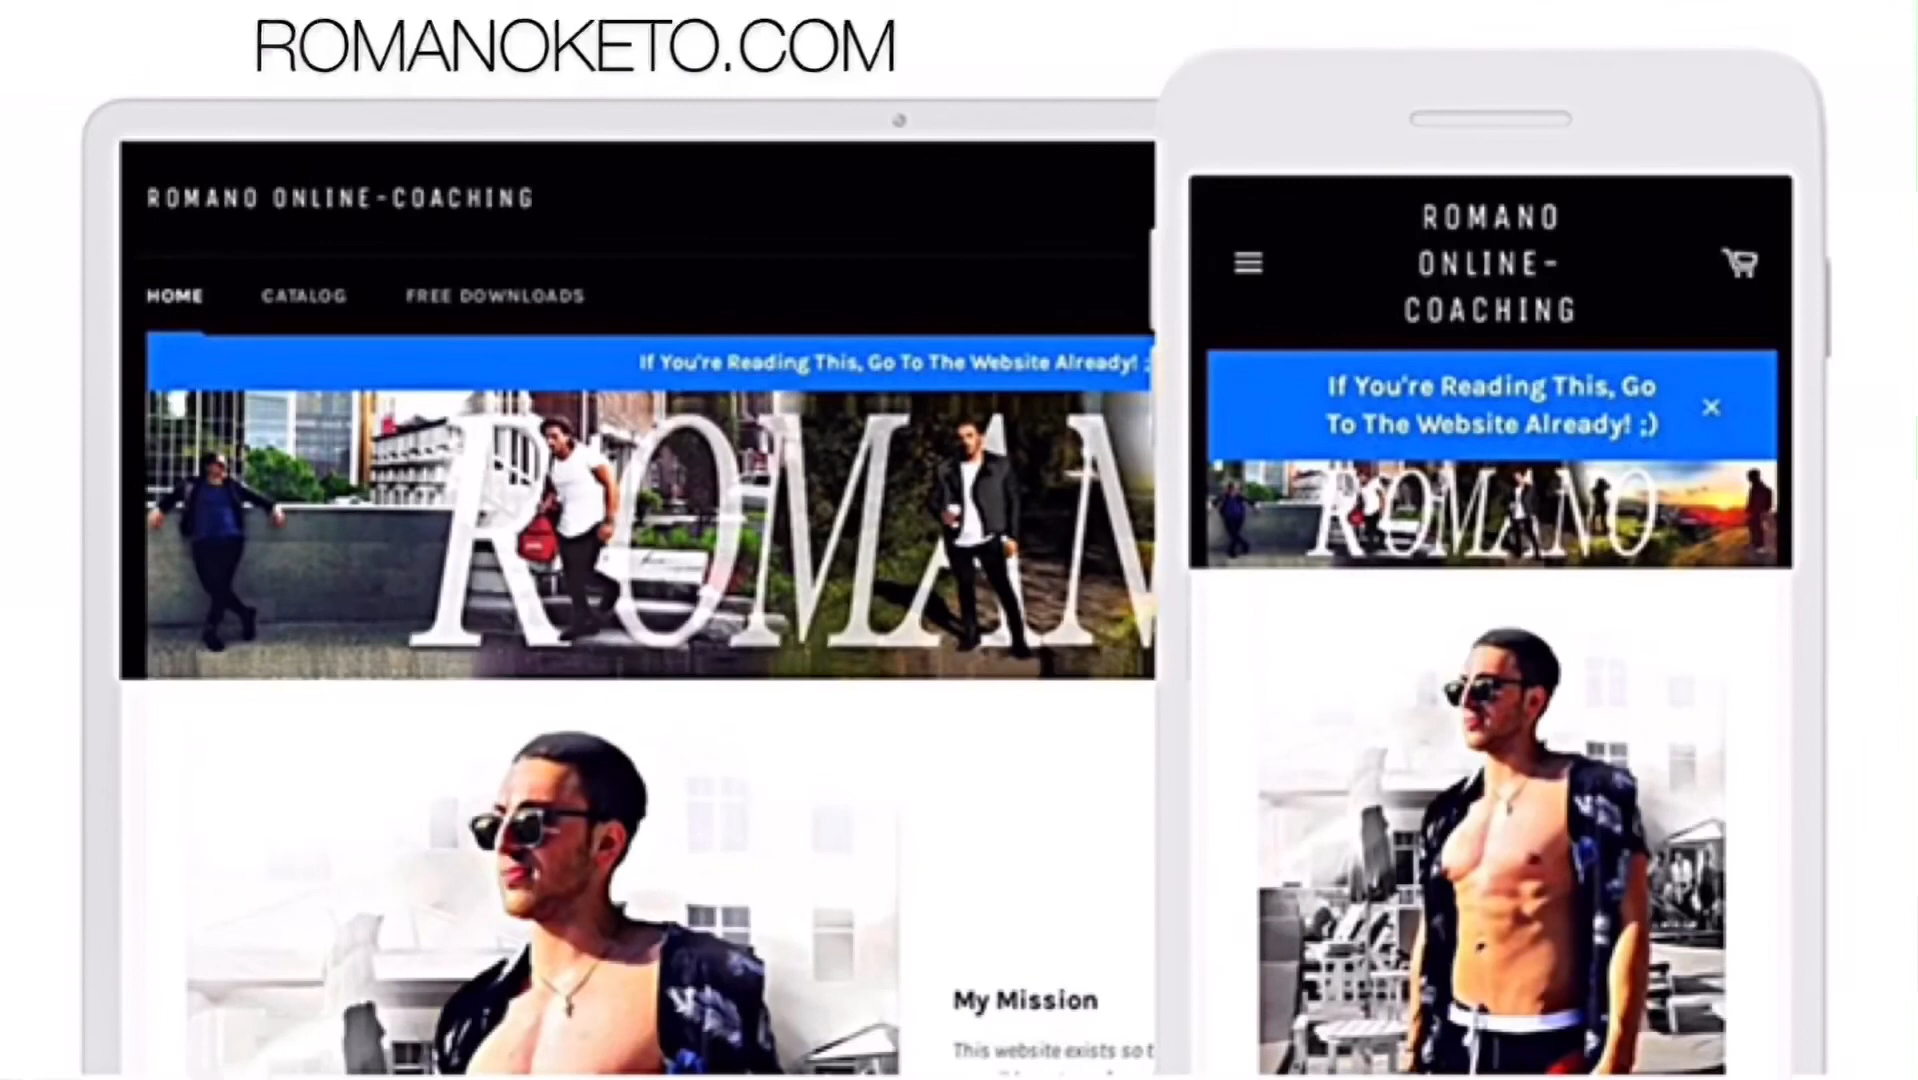 ROMANOKETO.COM
ROMANO ONLINE-COACHING
HOME CATALOG FREE DOWNLOADS
If You're Reading This, Go To The Website Already! ;
ROMAN
My Mission
This website exists so t
ROMANO
ONLINE-
COACHING
If You're Reading This, Go
To The Website Already! ;)
ROMANO